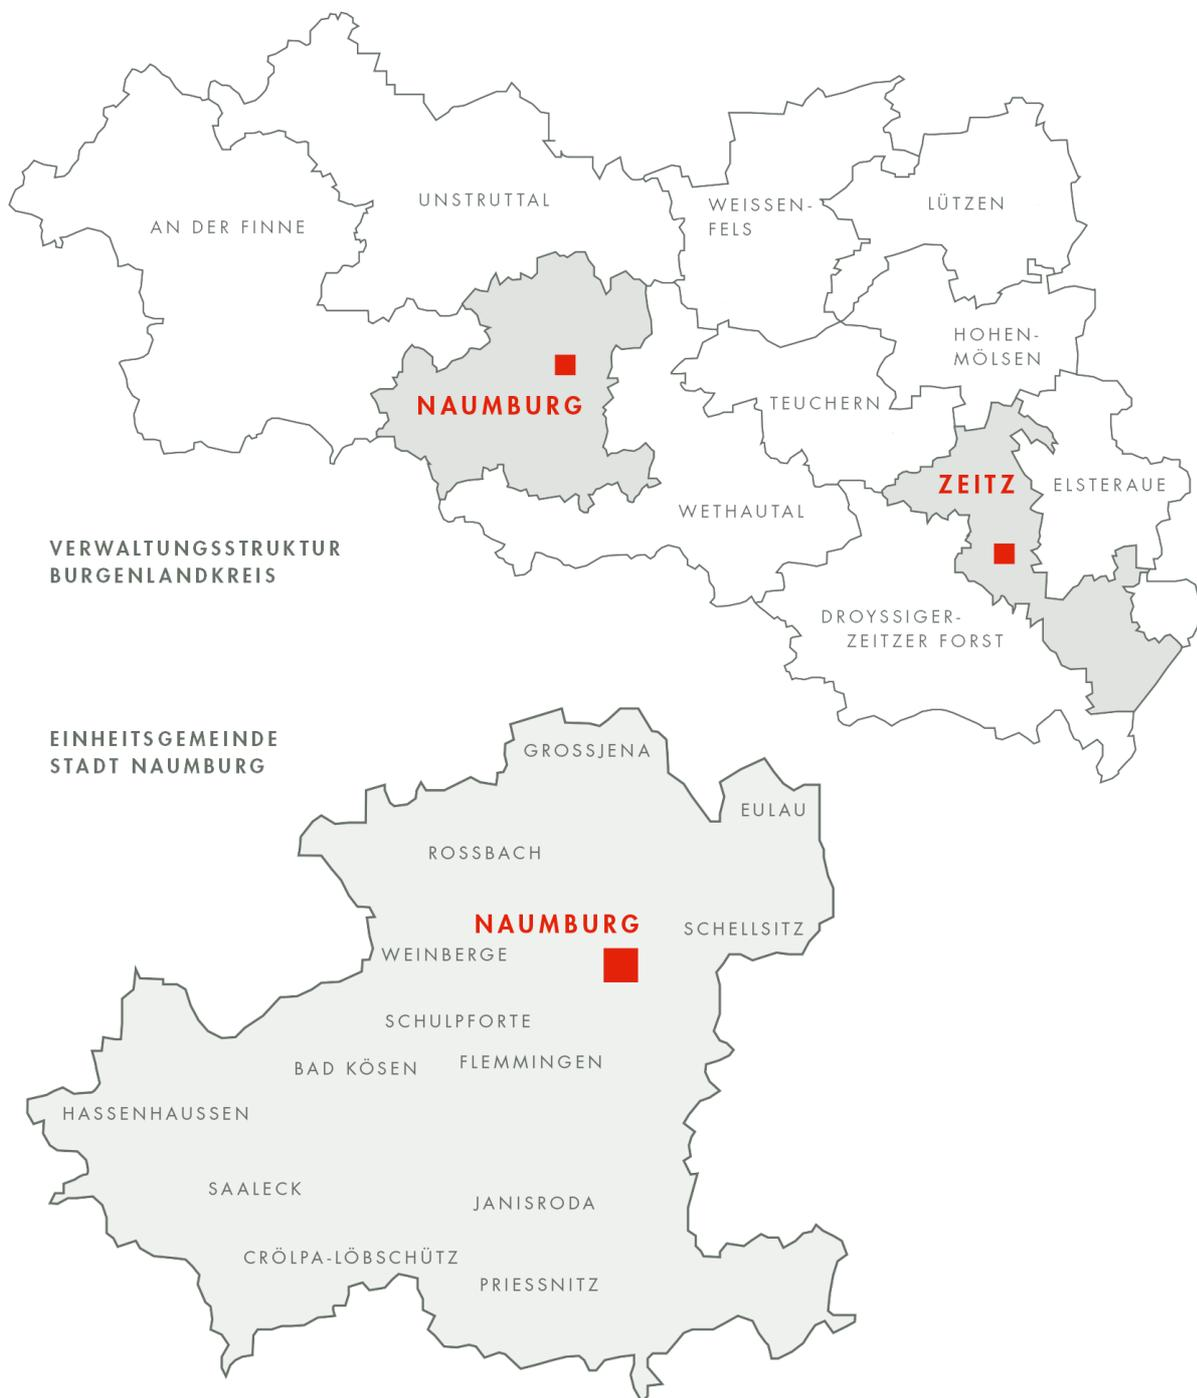 UNSTRUTTAL
WEISSEN-
FELS
LÜTZEN
AN DER FINNE
HOHEN-
MÖLSEN
NAUMBURG
TEUCHERN
ZEITZ
ELSTERAUE
WETHAUTAL
VERWALTUNGSSTRUKTUR
BURGENLANDKREIS
DROYSSIGER-
ZEITZER FORST
EINHEITSGEMEINDE
STADT NAUMBURG
GROSSJENA
EULAU
ROSSBACH
NAUMBURG
SCHELLSITZ
WEINBERGE
SCHULPFORTE
FLEMMINGEN
BAD KÖSEN
HASSENHAUSSEN
SAALECK
JANISRODA
CRÖLPA-LÖBSCHÜTZ
PRIESSNITZ